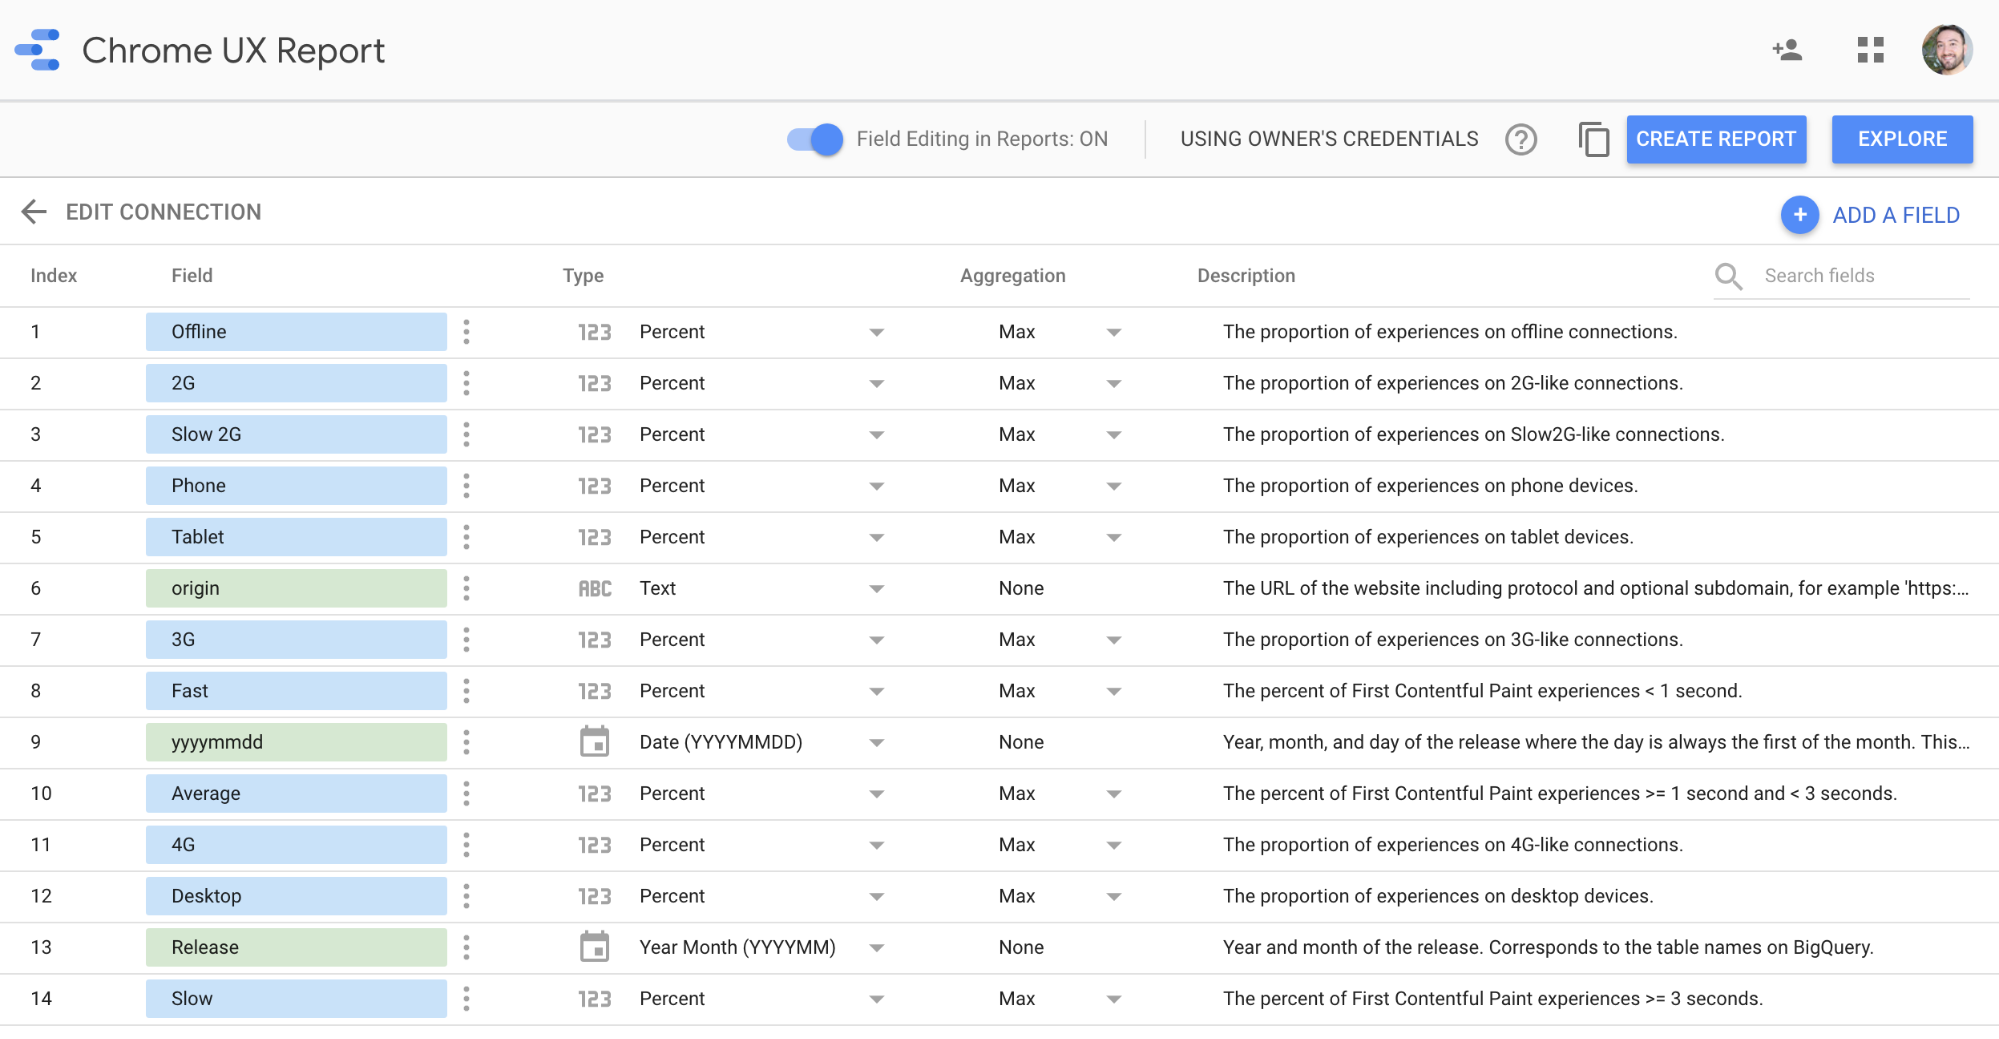 Chrome UX Report
Field Editing in Reports: ON
USING OWNER'S CREDENTIALS
CREATE REPORT
EXPLORE
EDIT CONNECTION
ADD A FIELD
Index Field Type Aggregation Description Search fields
1 Offline 123 Percent Max The proportion of experiences on offline connections.
2 2G 123 Percent Max The proportion of experiences on 2G-like connections.
3 Slow 2G 123 Percent Max The proportion of experiences on Slow2G-like connections.
4 Phone 123 Percent Max The proportion of experiences on phone devices.
5 Tablet 123 Percent Max The proportion of experiences on tablet devices.
6 origin ABC Text None The URL of the website including protocol and optional subdomain, for example 'https:...
7 3G 123 Percent Max The proportion of experiences on 3G-like connections.
8 Fast 123 Percent Max The percent of First Contentful Paint experiences < 1 second.
9 yyyymmdd Date (YYYYMMDD) None Year, month, and day of the release where the day is always the first of the month. This...
10 Average 123 Percent Max The percent of First Contentful Paint experiences >= 1 second and < 3 seconds.
11 4G 123 Percent Max The proportion of experiences on 4G-like connections.
12 Desktop 123 Percent Max The proportion of experiences on desktop devices.
13 Release Year Month (YYYYMM) None Year and month of the release. Corresponds to the table names on BigQuery.
14 Slow 123 Percent Max The percent of First Contentful Paint experiences >= 3 seconds.